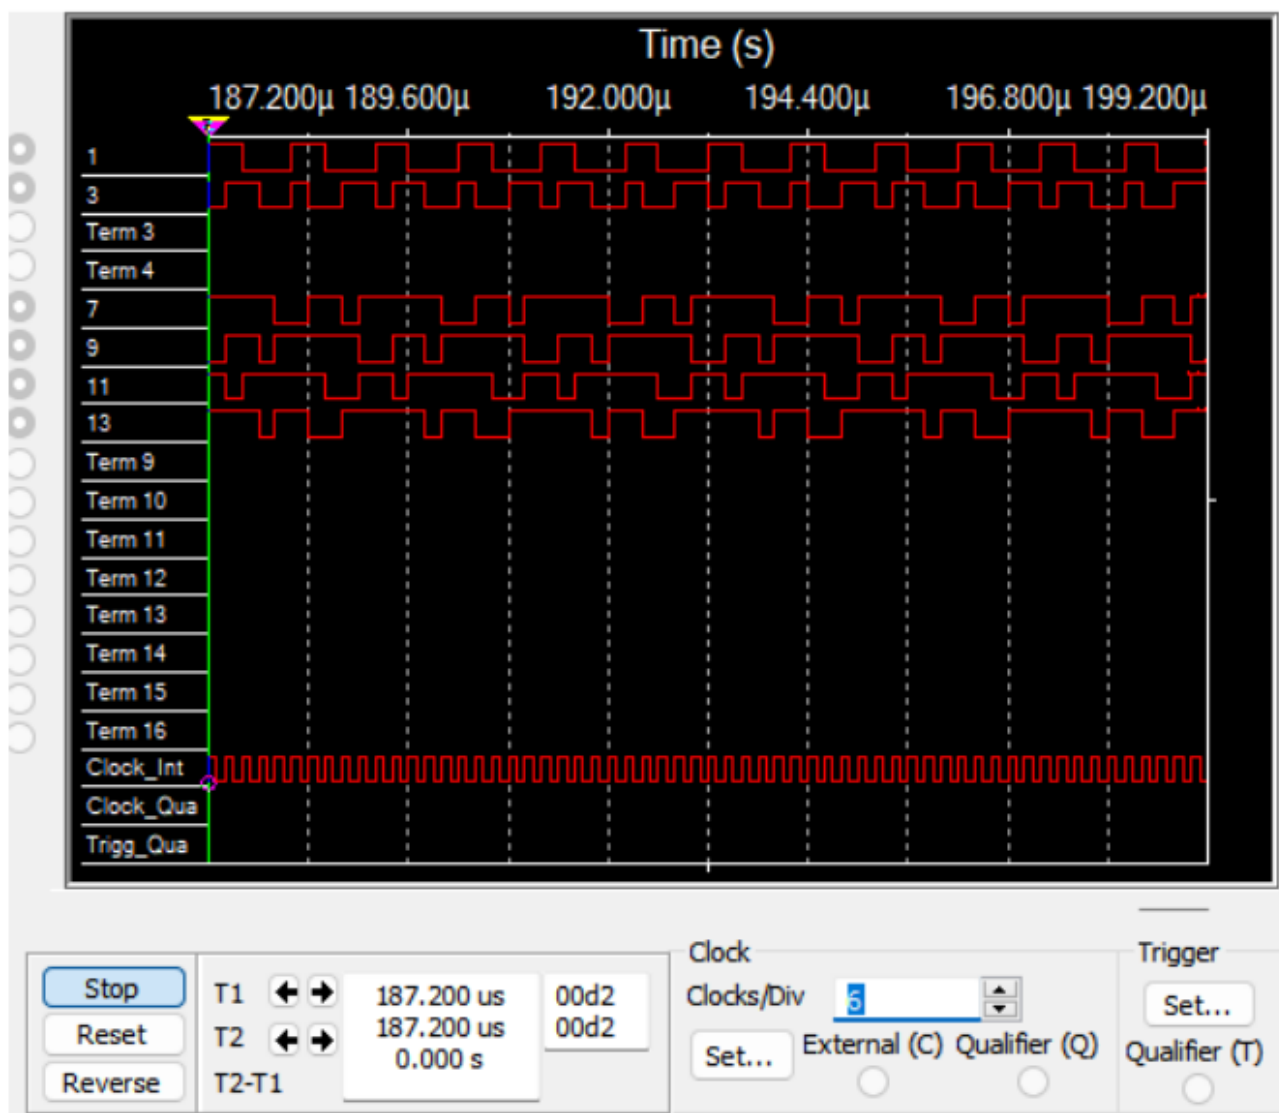 Time (s)
187.200µ 189.600µ 192.000µ 194.400µ 196.800µ 199.200µ
1
3
Term 3
Term 4
7
9
11
13
Term 9
Term 10
Term 11
Term 12
Term 13
Term 14
Term 15
Term 16
Clock_Int
Clock_Qua
Trigg_Qua
Stop
Reset
Reverse
T1 187.200 us 00d2
T2 187.200 us 00d2
T2-T1 0.000 s
Clock
Clocks/Div 6
Set... External (C) Qualifier (Q)
Trigger
Set...
Qualifier (T)